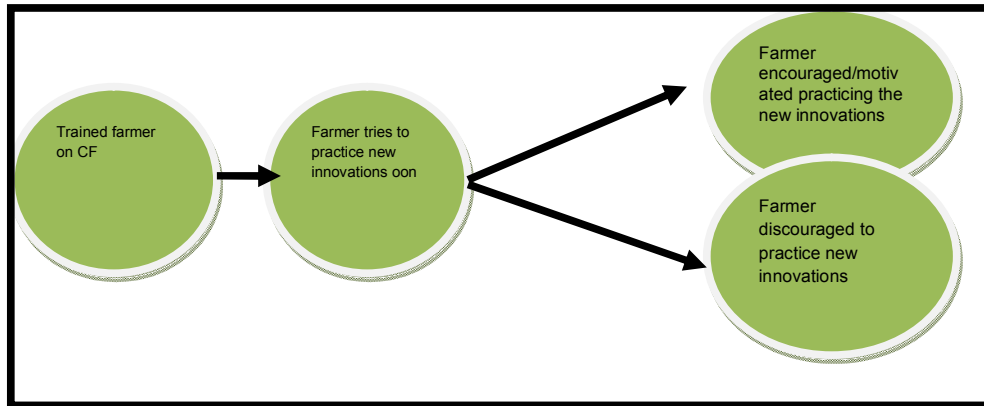 Trained farmer
on CF
Farmer tries to
practice new
innovations oon
Farmer
encouraged/motiv
ated practicing the
new innovations
Farmer
discouraged to
practice new
innovations